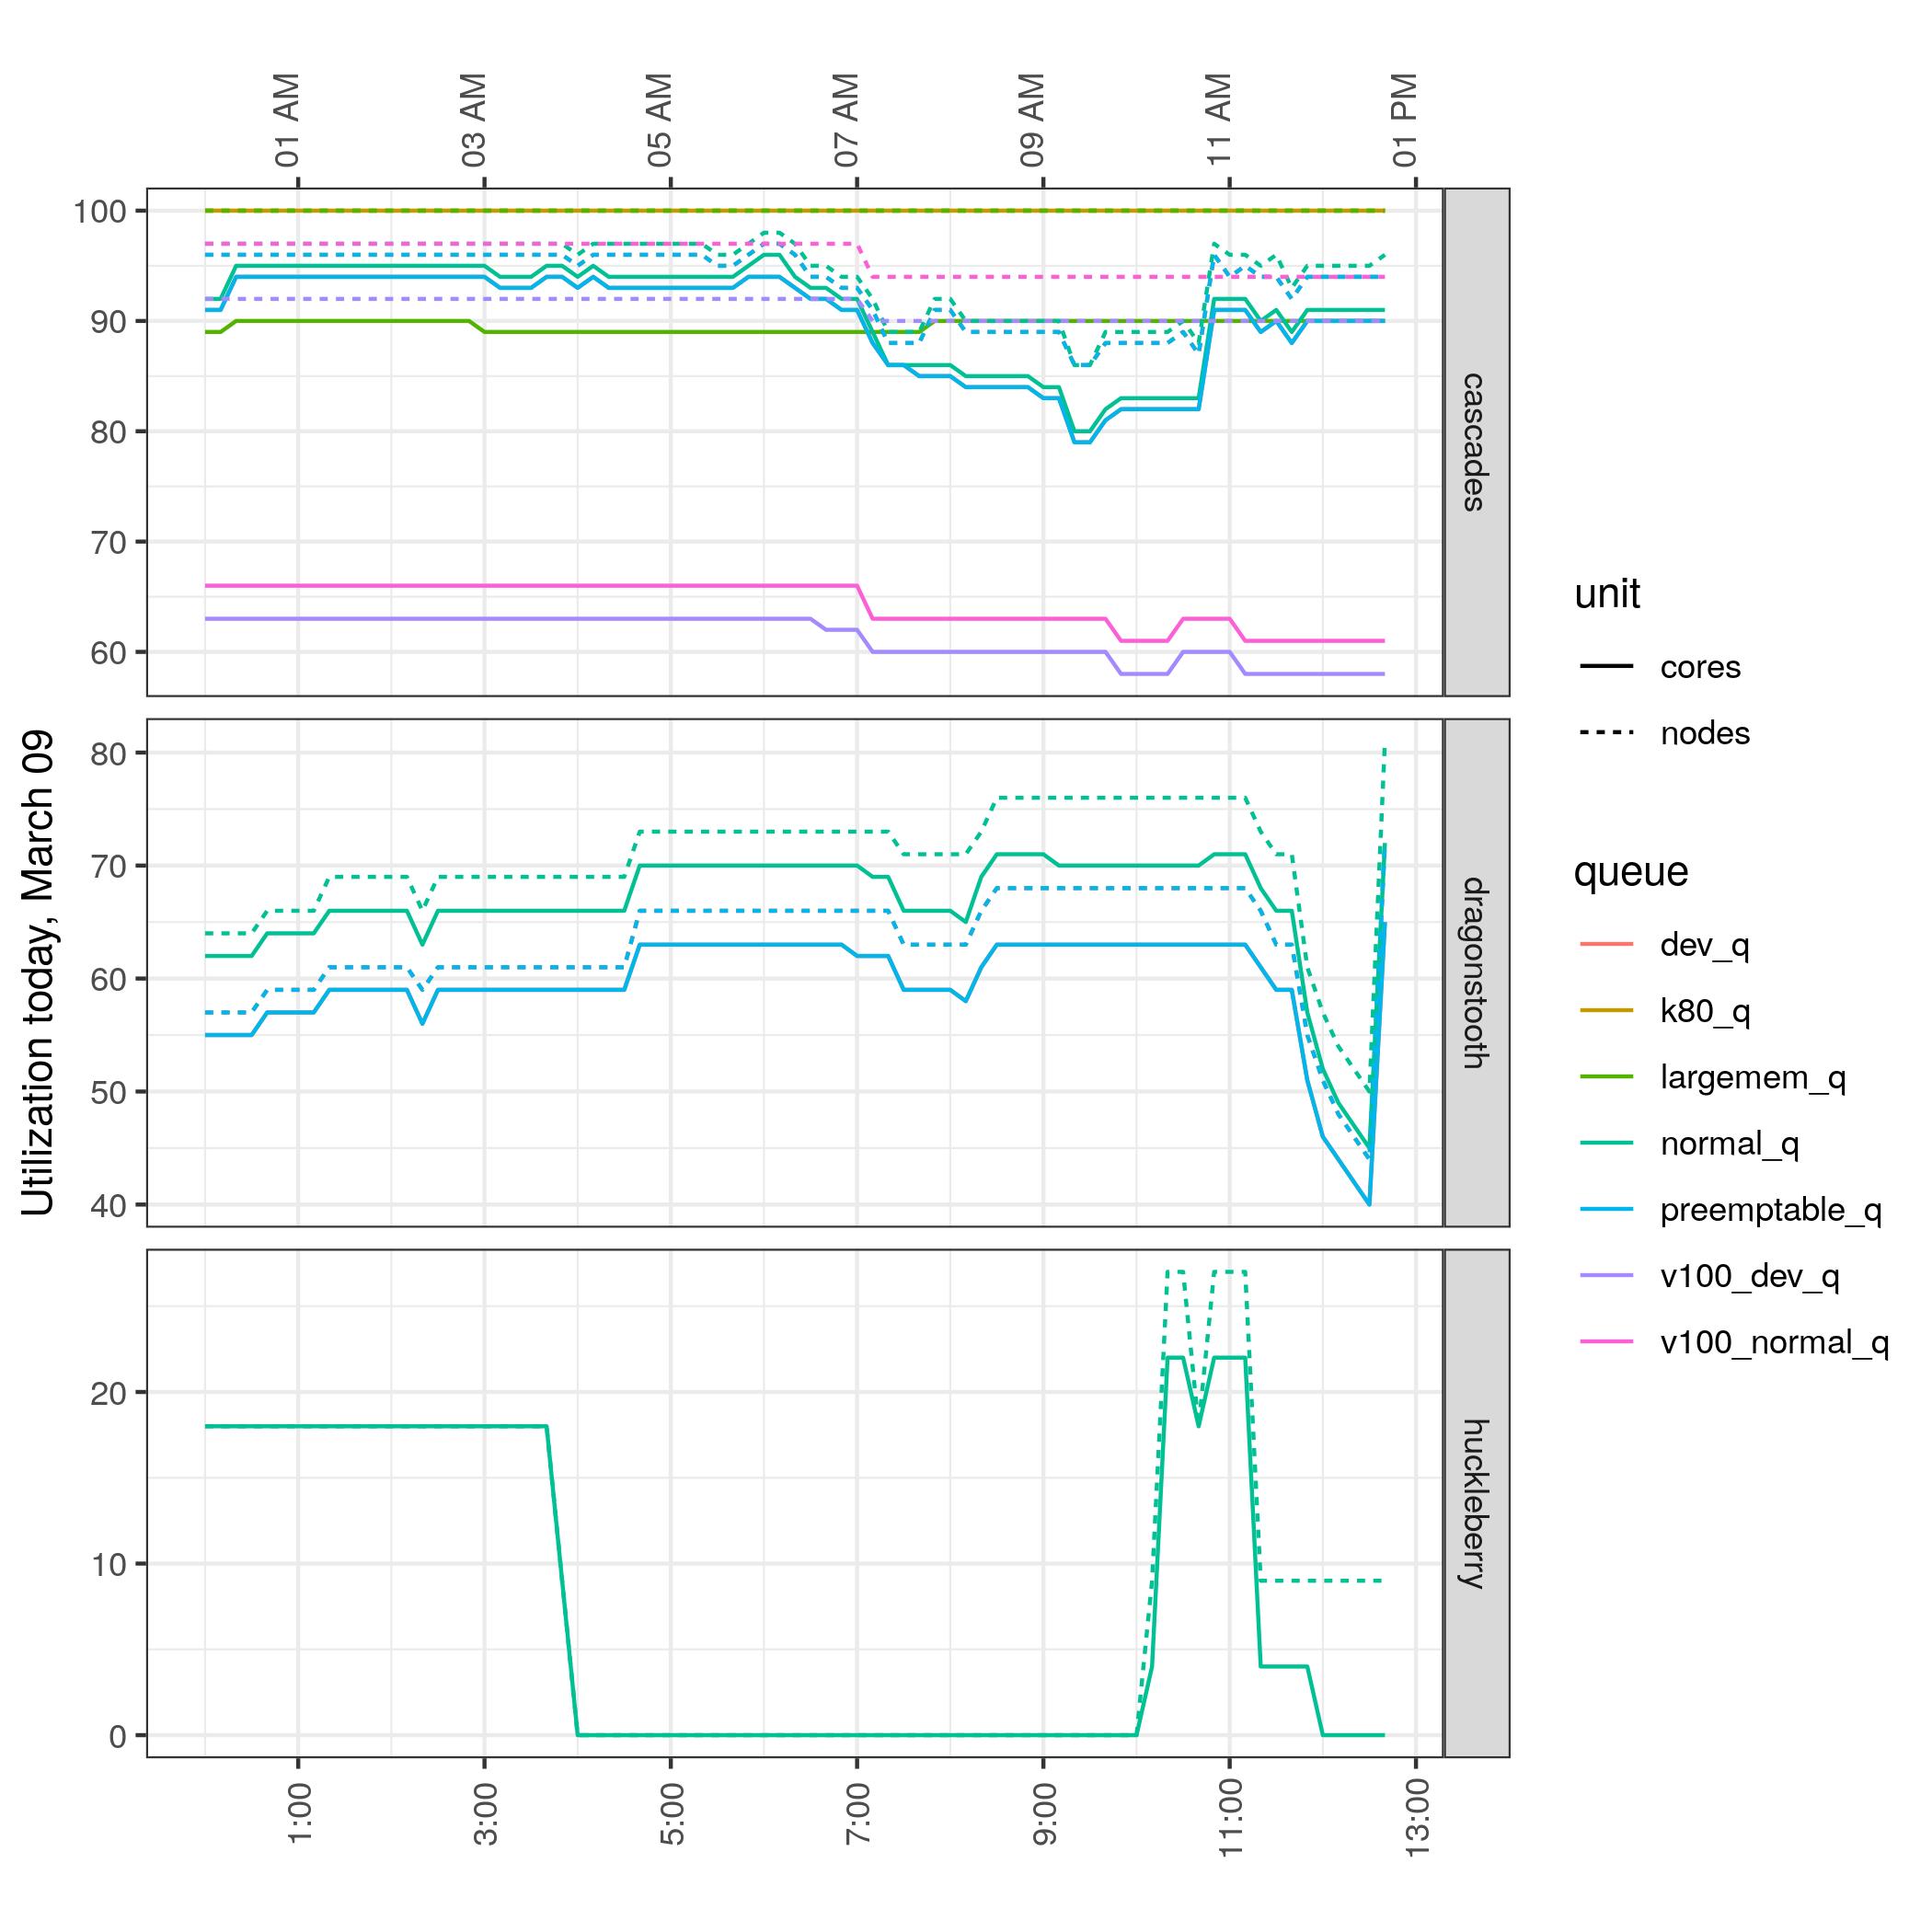 01 AM
03 AM
05 AM
07 AM
09 AM
11 AM
01 PM
Utilization today, March 09
100
90
80
70
60
cascades
80
70
60
50
40
dragonstooth
20
10
0
huckleberry
1:00
3:00
5:00
7:00
9:00
11:00
13:00
unit
cores
nodes
queue
dev_q
k80_q
largemem_q
normal_q
preemptable_q
v100_dev_q
v100_normal_q